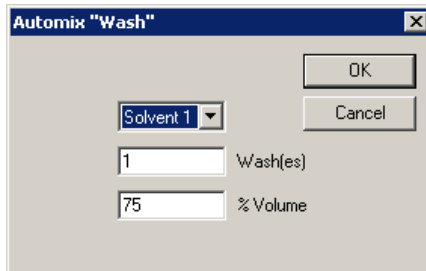 Automix "Wash"
OK
Solvent 1
Cancel
1 Wash(es)
75 % Volume